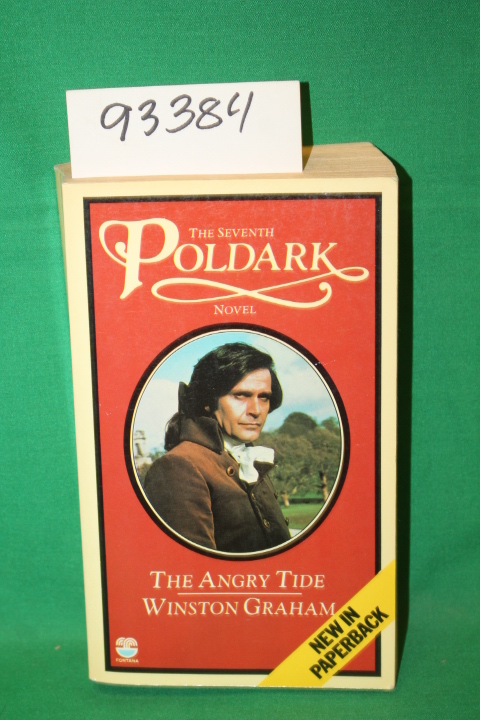 93384
THE SEVENTH
POLDARK
NOVEL
THE ANGRY TIDE
WINSTON GRAHAM
NEW IN
PAPERBACK
FONTANA